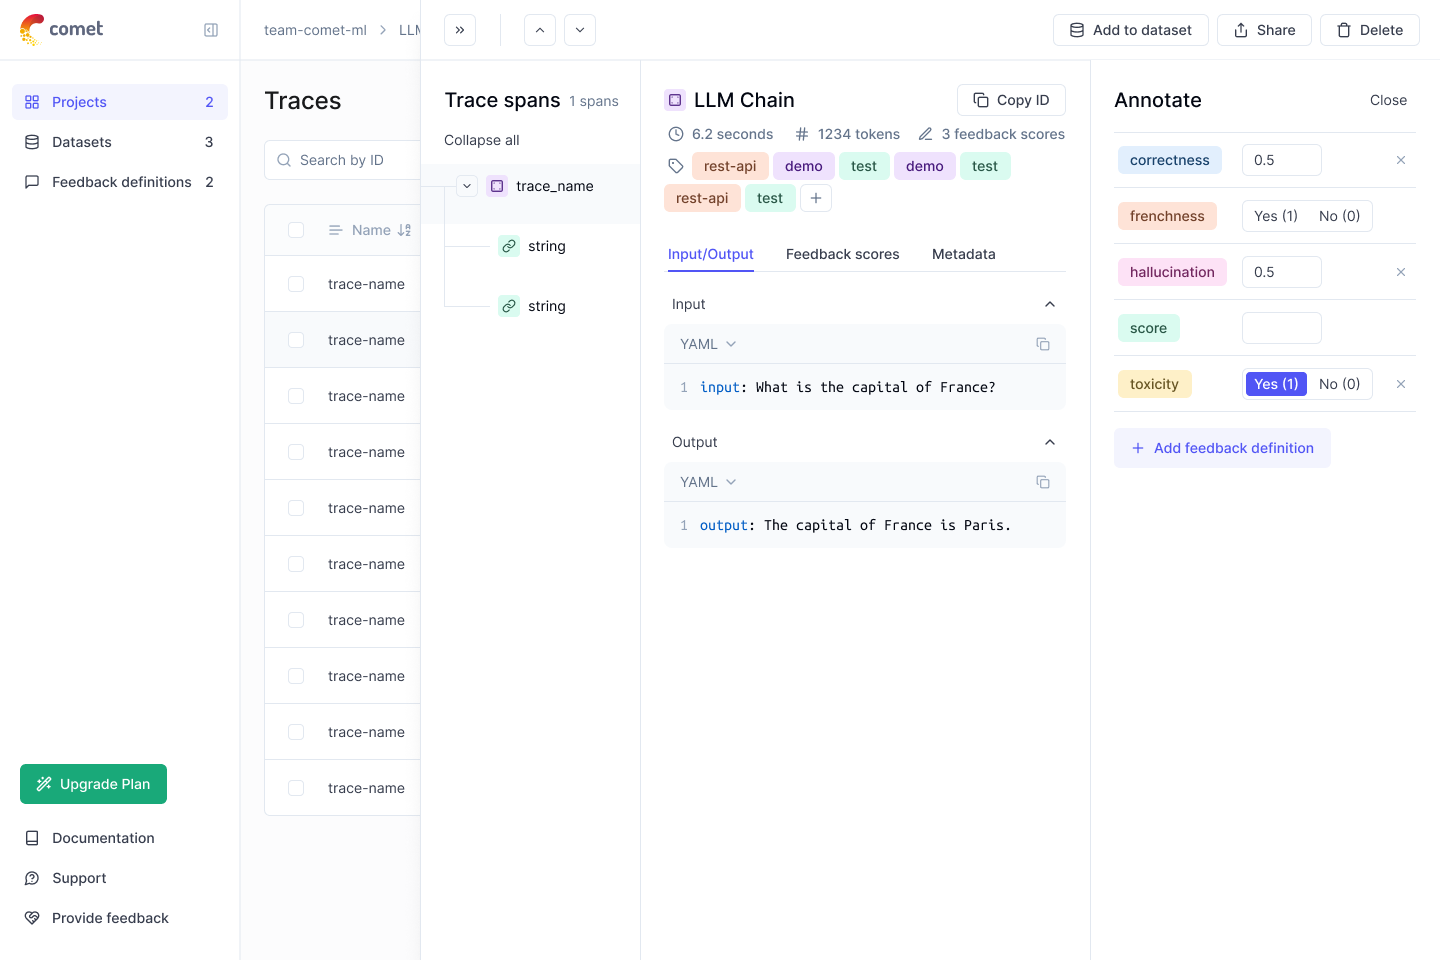 comet
Projects 2
Datasets 3
Feedback definitions 2
Upgrade Plan
Documentation
Support
Provide feedback
team-comet-ml > LLM
Traces
Search by ID
Name
trace-name
trace-name
trace-name
trace-name
trace-name
trace-name
trace-name
trace-name
trace-name
trace-name
Add to dataset Share Delete
Trace spans 1 spans
Collapse all
trace_name
string
string
LLM Chain Copy ID
6.2 seconds # 1234 tokens 3 feedback scores
rest-api demo test demo test
rest-api test +
Input/Output Feedback scores Metadata
Input
YAML
1 input: What is the capital of France?
Output
YAML
1 output: The capital of France is Paris.
Annotate Close
correctness 0.5
frenchness Yes (1) No (0)
hallucination 0.5
score
toxicity Yes (1) No (0)
+ Add feedback definition